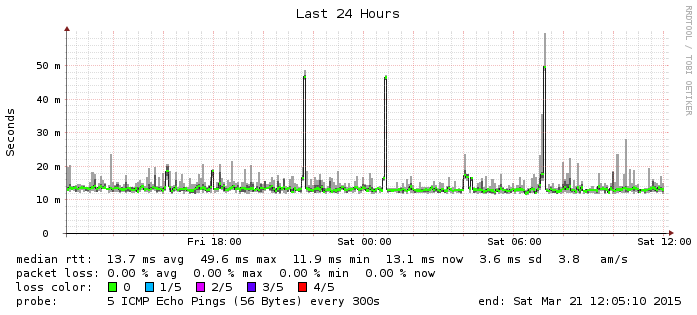 Last 24 Hours
RRDTOOL / TOBI OETIKER
Seconds
50 m
40 m
30 m
20 m
10 m
0
Fri 18:00 Sat 00:00 Sat 06:00 Sat 12:00
median rtt: 13.7 ms avg 49.6 ms max 11.9 ms min 13.1 ms now 3.6 ms sd 3.8 am/s
packet loss: 0.00 % avg 0.00 % max 0.00 % min 0.00 % now
loss color: 0 1/5 2/5 3/5 4/5
probe: 5 ICMP Echo Pings (56 Bytes) every 300s end: Sat Mar 21 12:05:10 2015